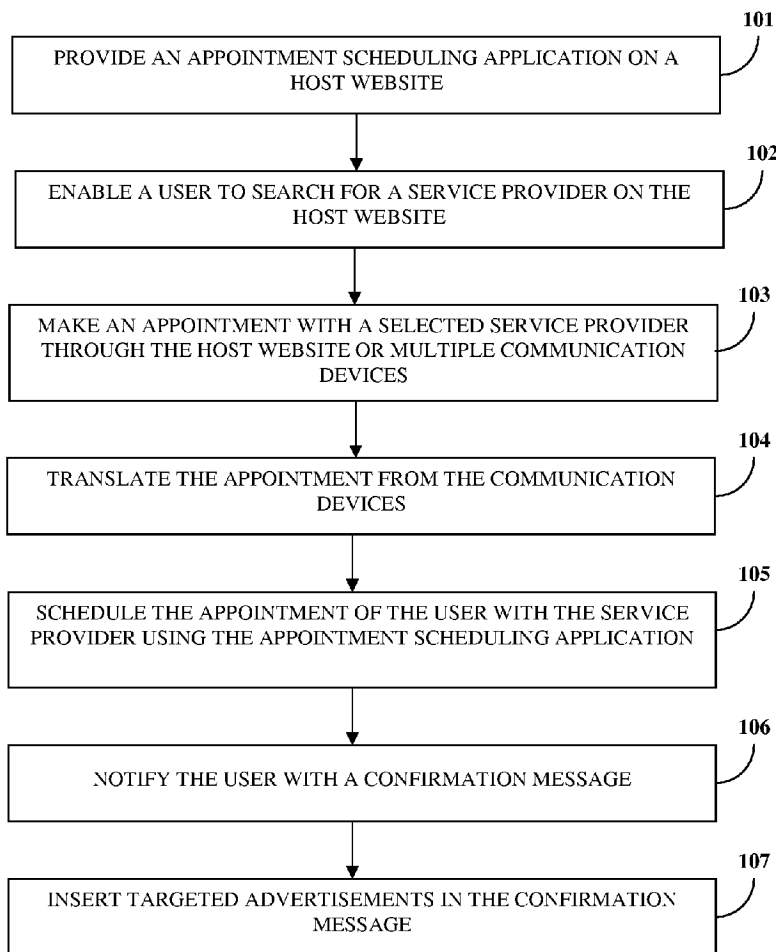 101
PROVIDE AN APPOINTMENT SCHEDULING APPLICATION ON A
HOST WEBSITE
102
ENABLE A USER TO SEARCH FOR A SERVICE PROVIDER ON THE
HOST WEBSITE
103
MAKE AN APPOINTMENT WITH A SELECTED SERVICE PROVIDER
THROUGH THE HOST WEBSITE OR MULTIPLE COMMUNICATION
DEVICES
104
TRANSLATE THE APPOINTMENT FROM THE COMMUNICATION
DEVICES
105
SCHEDULE THE APPOINTMENT OF THE USER WITH THE SERVICE
PROVIDER USING THE APPOINTMENT SCHEDULING APPLICATION
106
NOTIFY THE USER WITH A CONFIRMATION MESSAGE
107
INSERT TARGETED ADVERTISEMENTS IN THE CONFIRMATION
MESSAGE